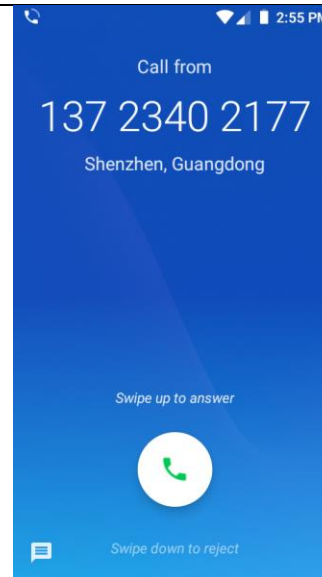 2:55 PM
Call from
137 2340 2177
Shenzhen, Guangdong
Swipe up to answer
Swipe down to reject